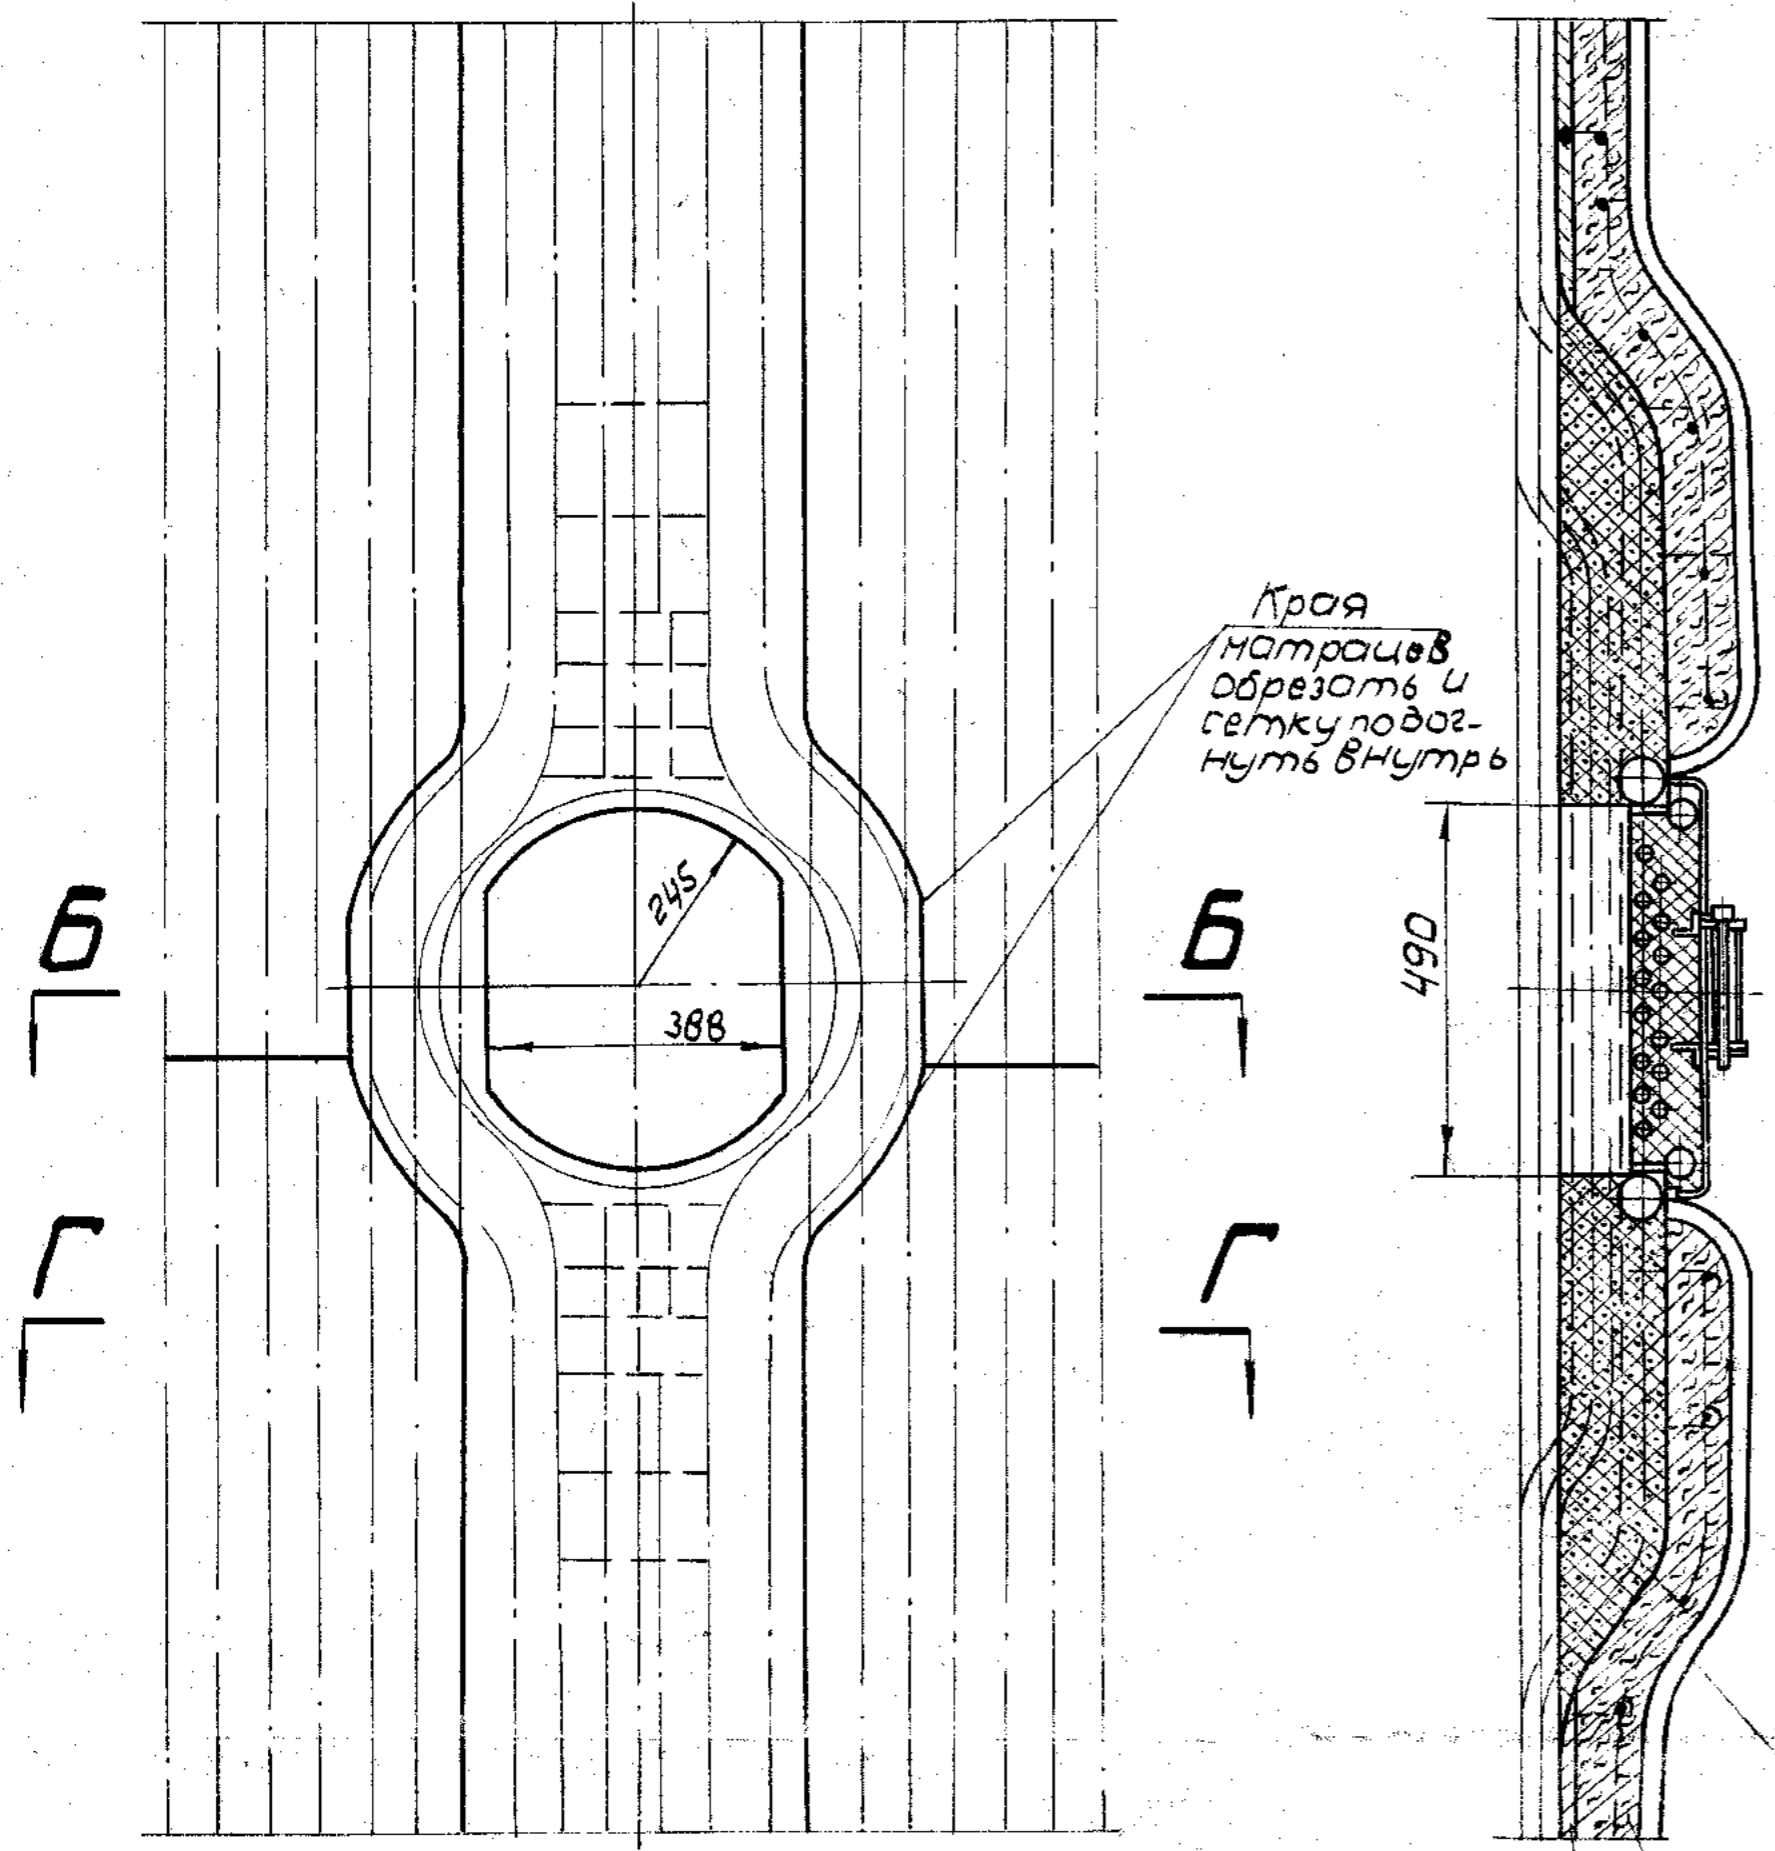 Края
матрацев
обрезать и
сетку подог-
нуть внутрь
245
Б
Б
490
388
Г
Г